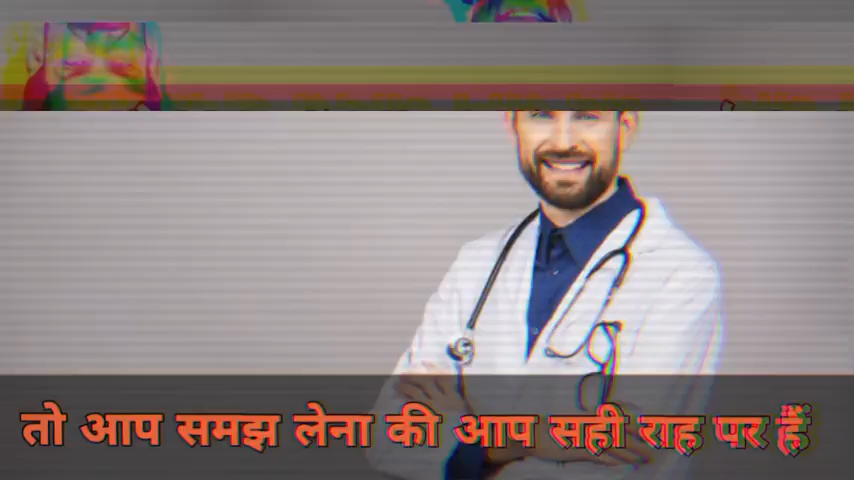 तो आप समझ लेना की आप सही राह पर हैं